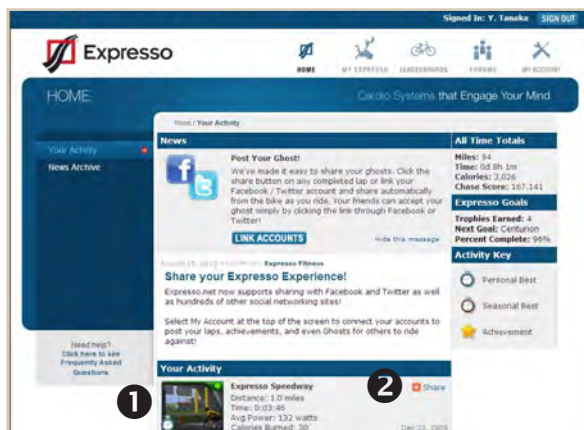 Signed In: Y. Tanaka SIGN OUT
Expresso
HOME MY EXPRESSO LEADERBOARDS FORUMS MY ACCOUNT
HOME
Cardio Systems that Engage Your Mind
Home / Your Activity
Your Activity
News Archive
Need help?
Click here to see
Frequently Asked
Questions
News
Post Your Ghost!
We've made it easy to share your ghosts. Click the
share button on any completed lap or link your
Facebook / Twitter account and share automatically
from the bike as you ride. Your friends can accept your
ghost simply by clicking the link through Facebook or
Twitter!
LINK ACCOUNTS
Hide this message
Expresso Fitness
Share your Expresso Experience!
Expresso.net now supports sharing with Facebook and Twitter as well
as hundreds of other social networking sites!
Select My Account at the top of the screen to connect your accounts to
post your laps, achievements, and even Ghosts for others to ride
against!
Your Activity
1
Expresso Speedway
Distance: 1.0 miles
Time: 0:03:46
Avg Power: 132 watts
Calories Burned: 30
2
Share
All Time Totals
Miles: 94
Time: 0d 8h 1m
Calories: 3,026
Chase Score: 167,141
Expresso Goals
Trophies Earned: 4
Next Goal: Centurion
Percent Complete: 96%
Activity Key
Personal Best
Seasonal Best
Achievement